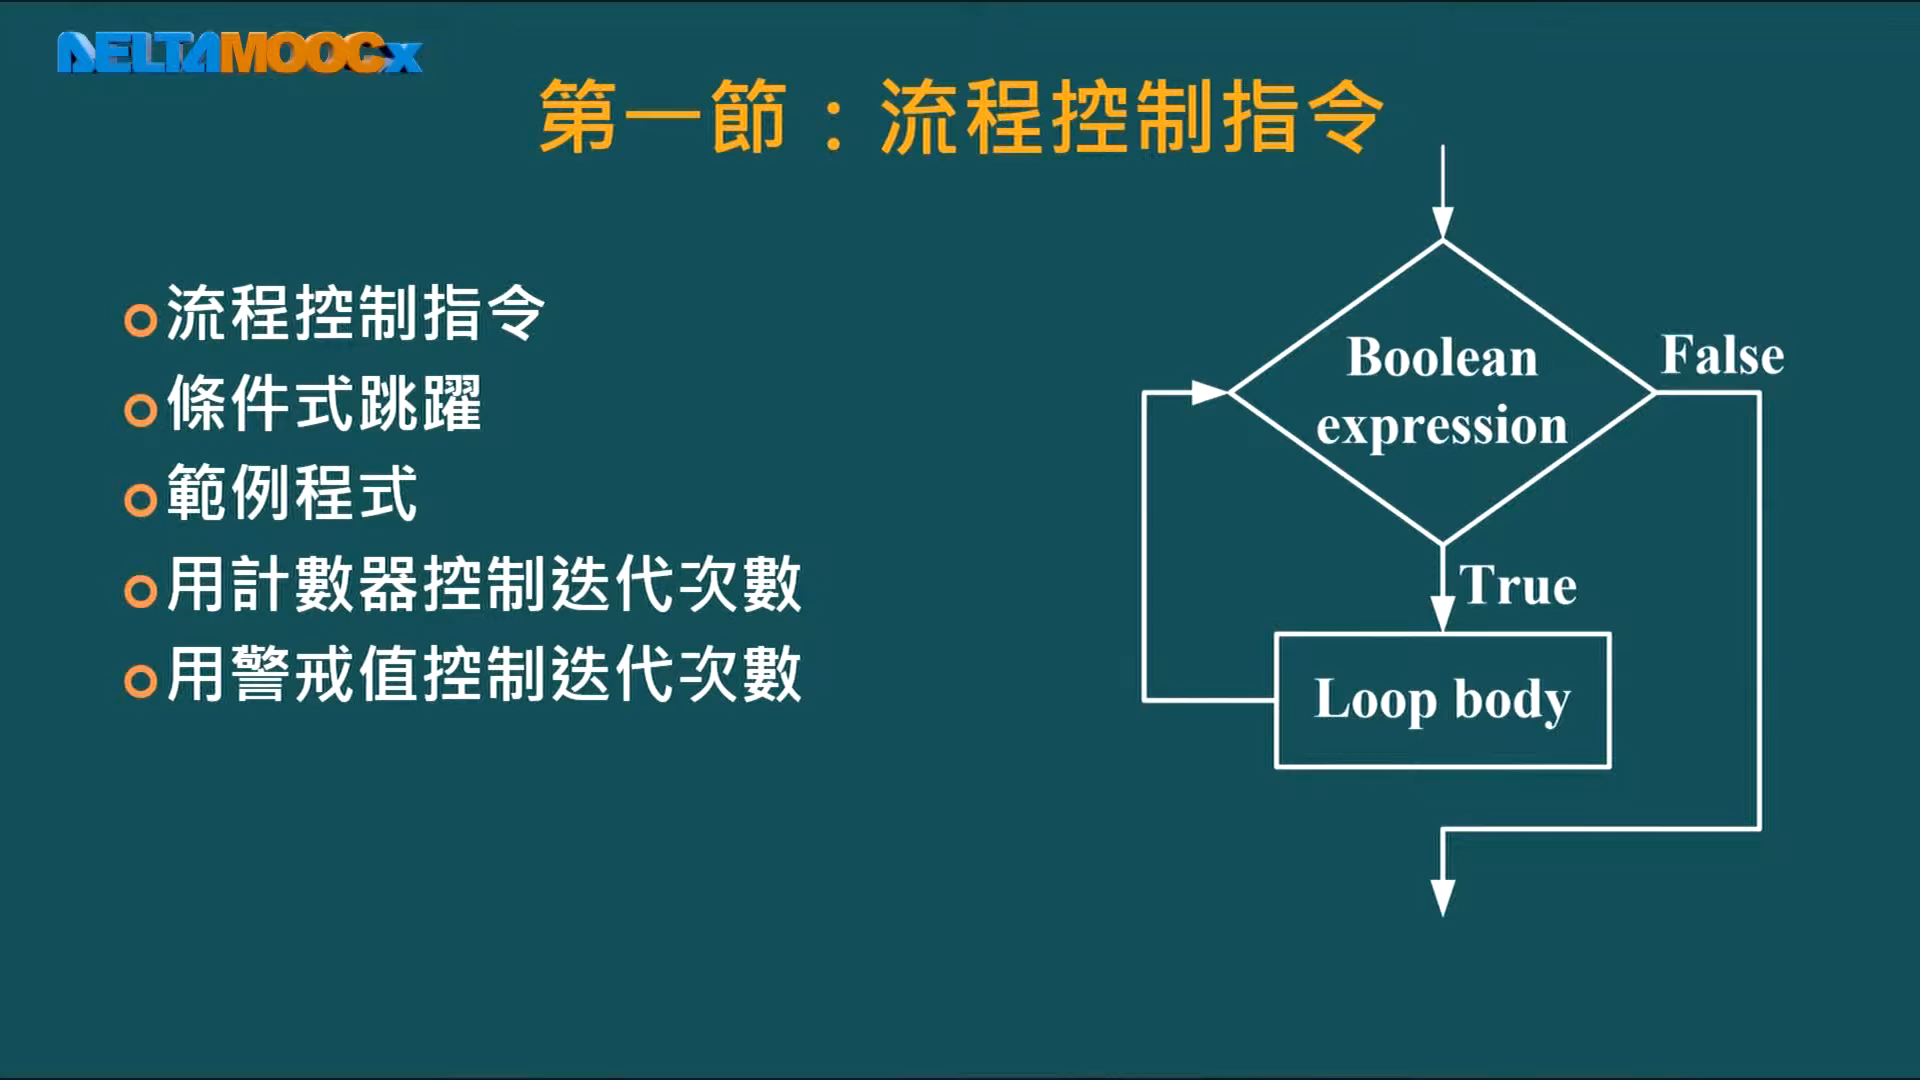 DELTAMOOCx
第一節：流程控制指令
流程控制指令
條件式跳躍
範例程式
用計數器控制迭代次數
用警戒值控制迭代次數
Boolean
expression
False
True
Loop body